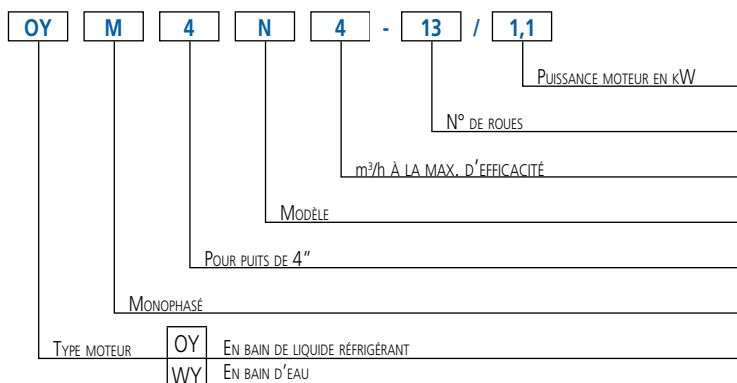 OY M 4 N 4 - 13 / 1,1
Puissance moteur en kW
N° de roues
m³/h à la max. d'efficacité
Modèle
Pour puits de 4"
Monophasé
Type moteur OY En bain de liquide réfrigérant
WY En bain d'eau